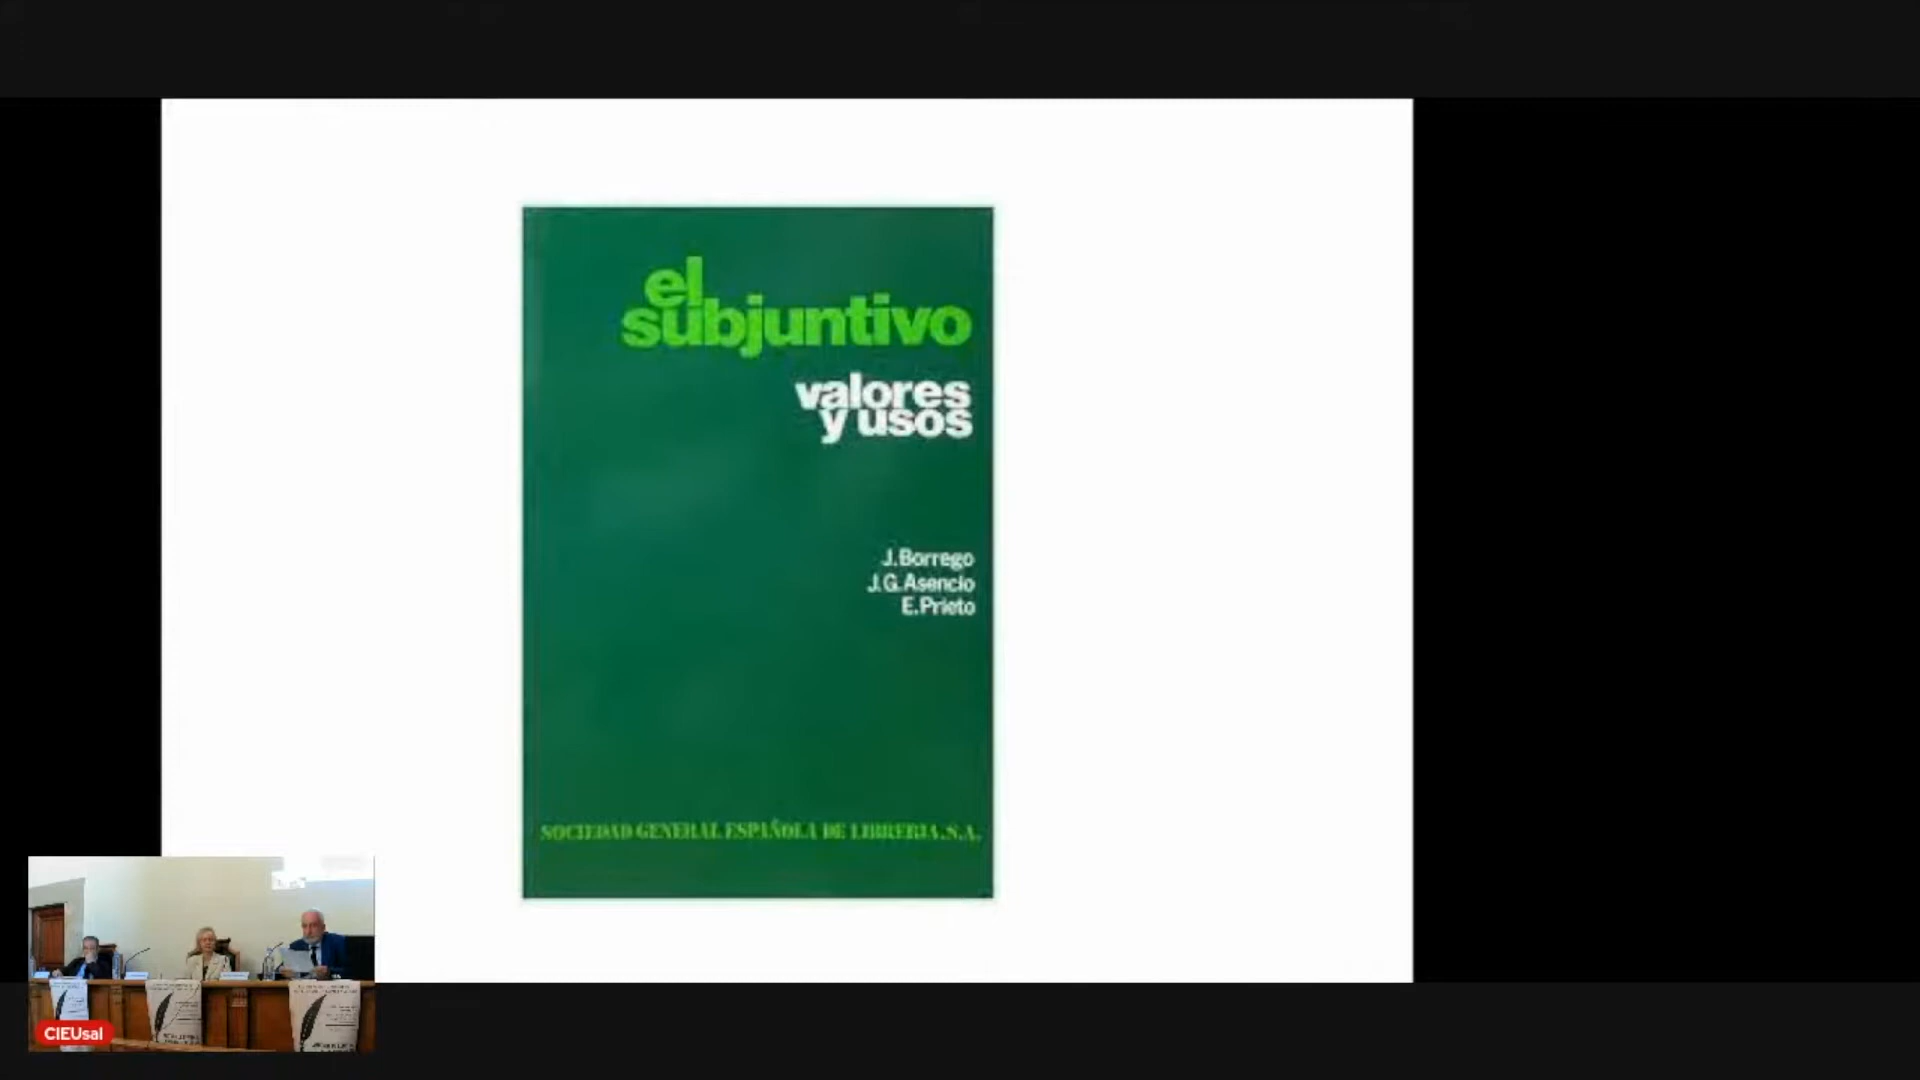 el
subjuntivo
valores
y usos
J. Borrego
J. G. Asencio
E. Prieto
SOCIEDAD GENERAL ESPAÑOLA DE LIBRERIA, S. A.
CIEUsal